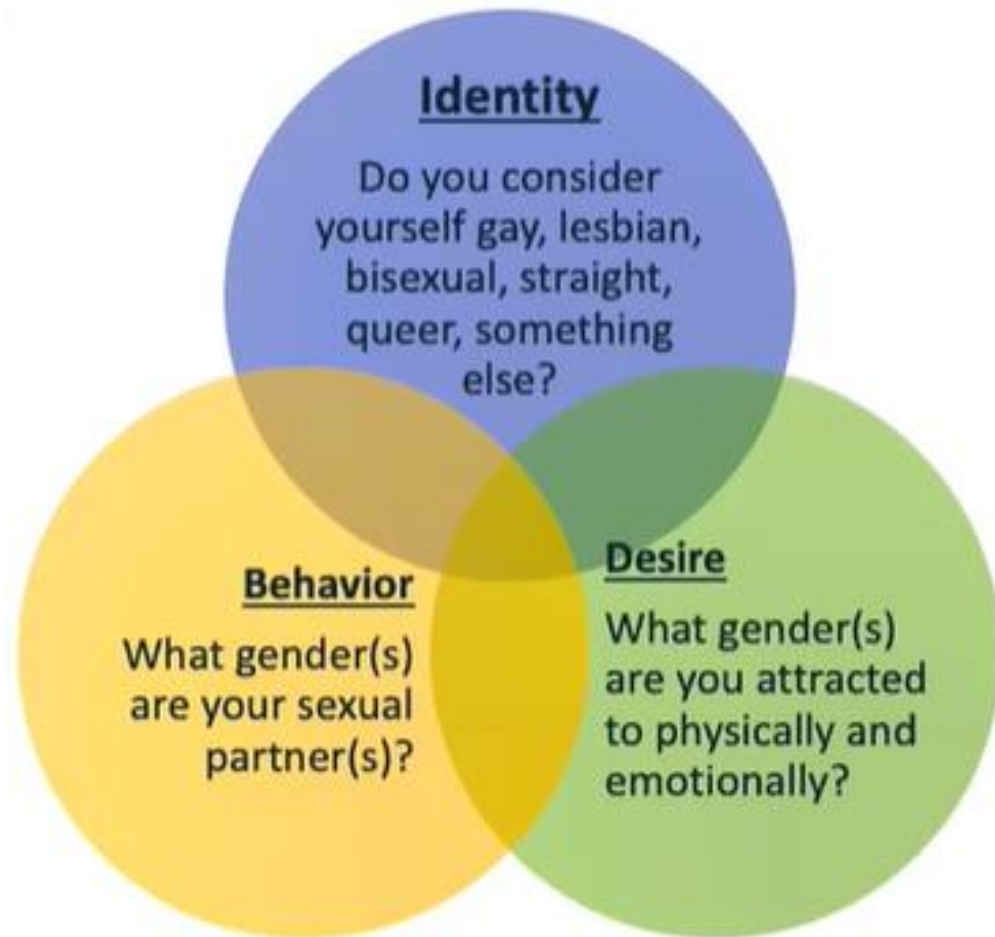 Identity
Do you consider
yourself gay, lesbian,
bisexual, straight,
queer, something
else?
Behavior
What gender(s)
are your sexual
partner(s)?
Desire
What gender(s)
are you attracted
to physically and
emotionally?